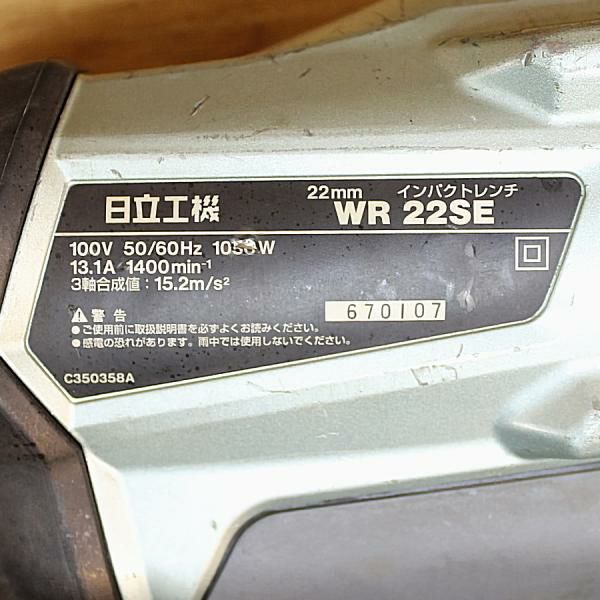 日立工機
22mm インパクトレンチ
WR 22SE
100V 50/60Hz 1050W
13.1A 1400min⁻¹
3軸合成値：15.2m/s²
警告
●ご使用前に取扱説明書を必ずよくお読みください。
●感電の恐れがあります。雨中では使用しないでください。
670107
C350358A